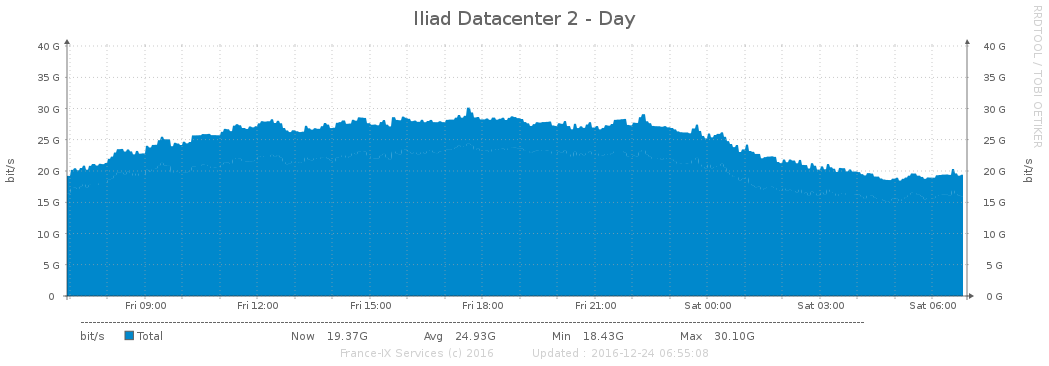 Iliad Datacenter 2 - Day
RRDTOOL / TOBI OETIKER
bit/s
40 G 40 G
35 G 35 G
30 G 30 G
25 G 25 G
20 G 20 G
15 G 15 G
10 G 10 G
5 G 5 G
0 0 G
bit/s
Fri 09:00 Fri 12:00 Fri 15:00 Fri 18:00 Fri 21:00 Sat 00:00 Sat 03:00 Sat 06:00
bit/s Total Now 19.37G Avg 24.93G Min 18.43G Max 30.10G
France-IX Services (c) 2016 Updated : 2016-12-24 06:55:08